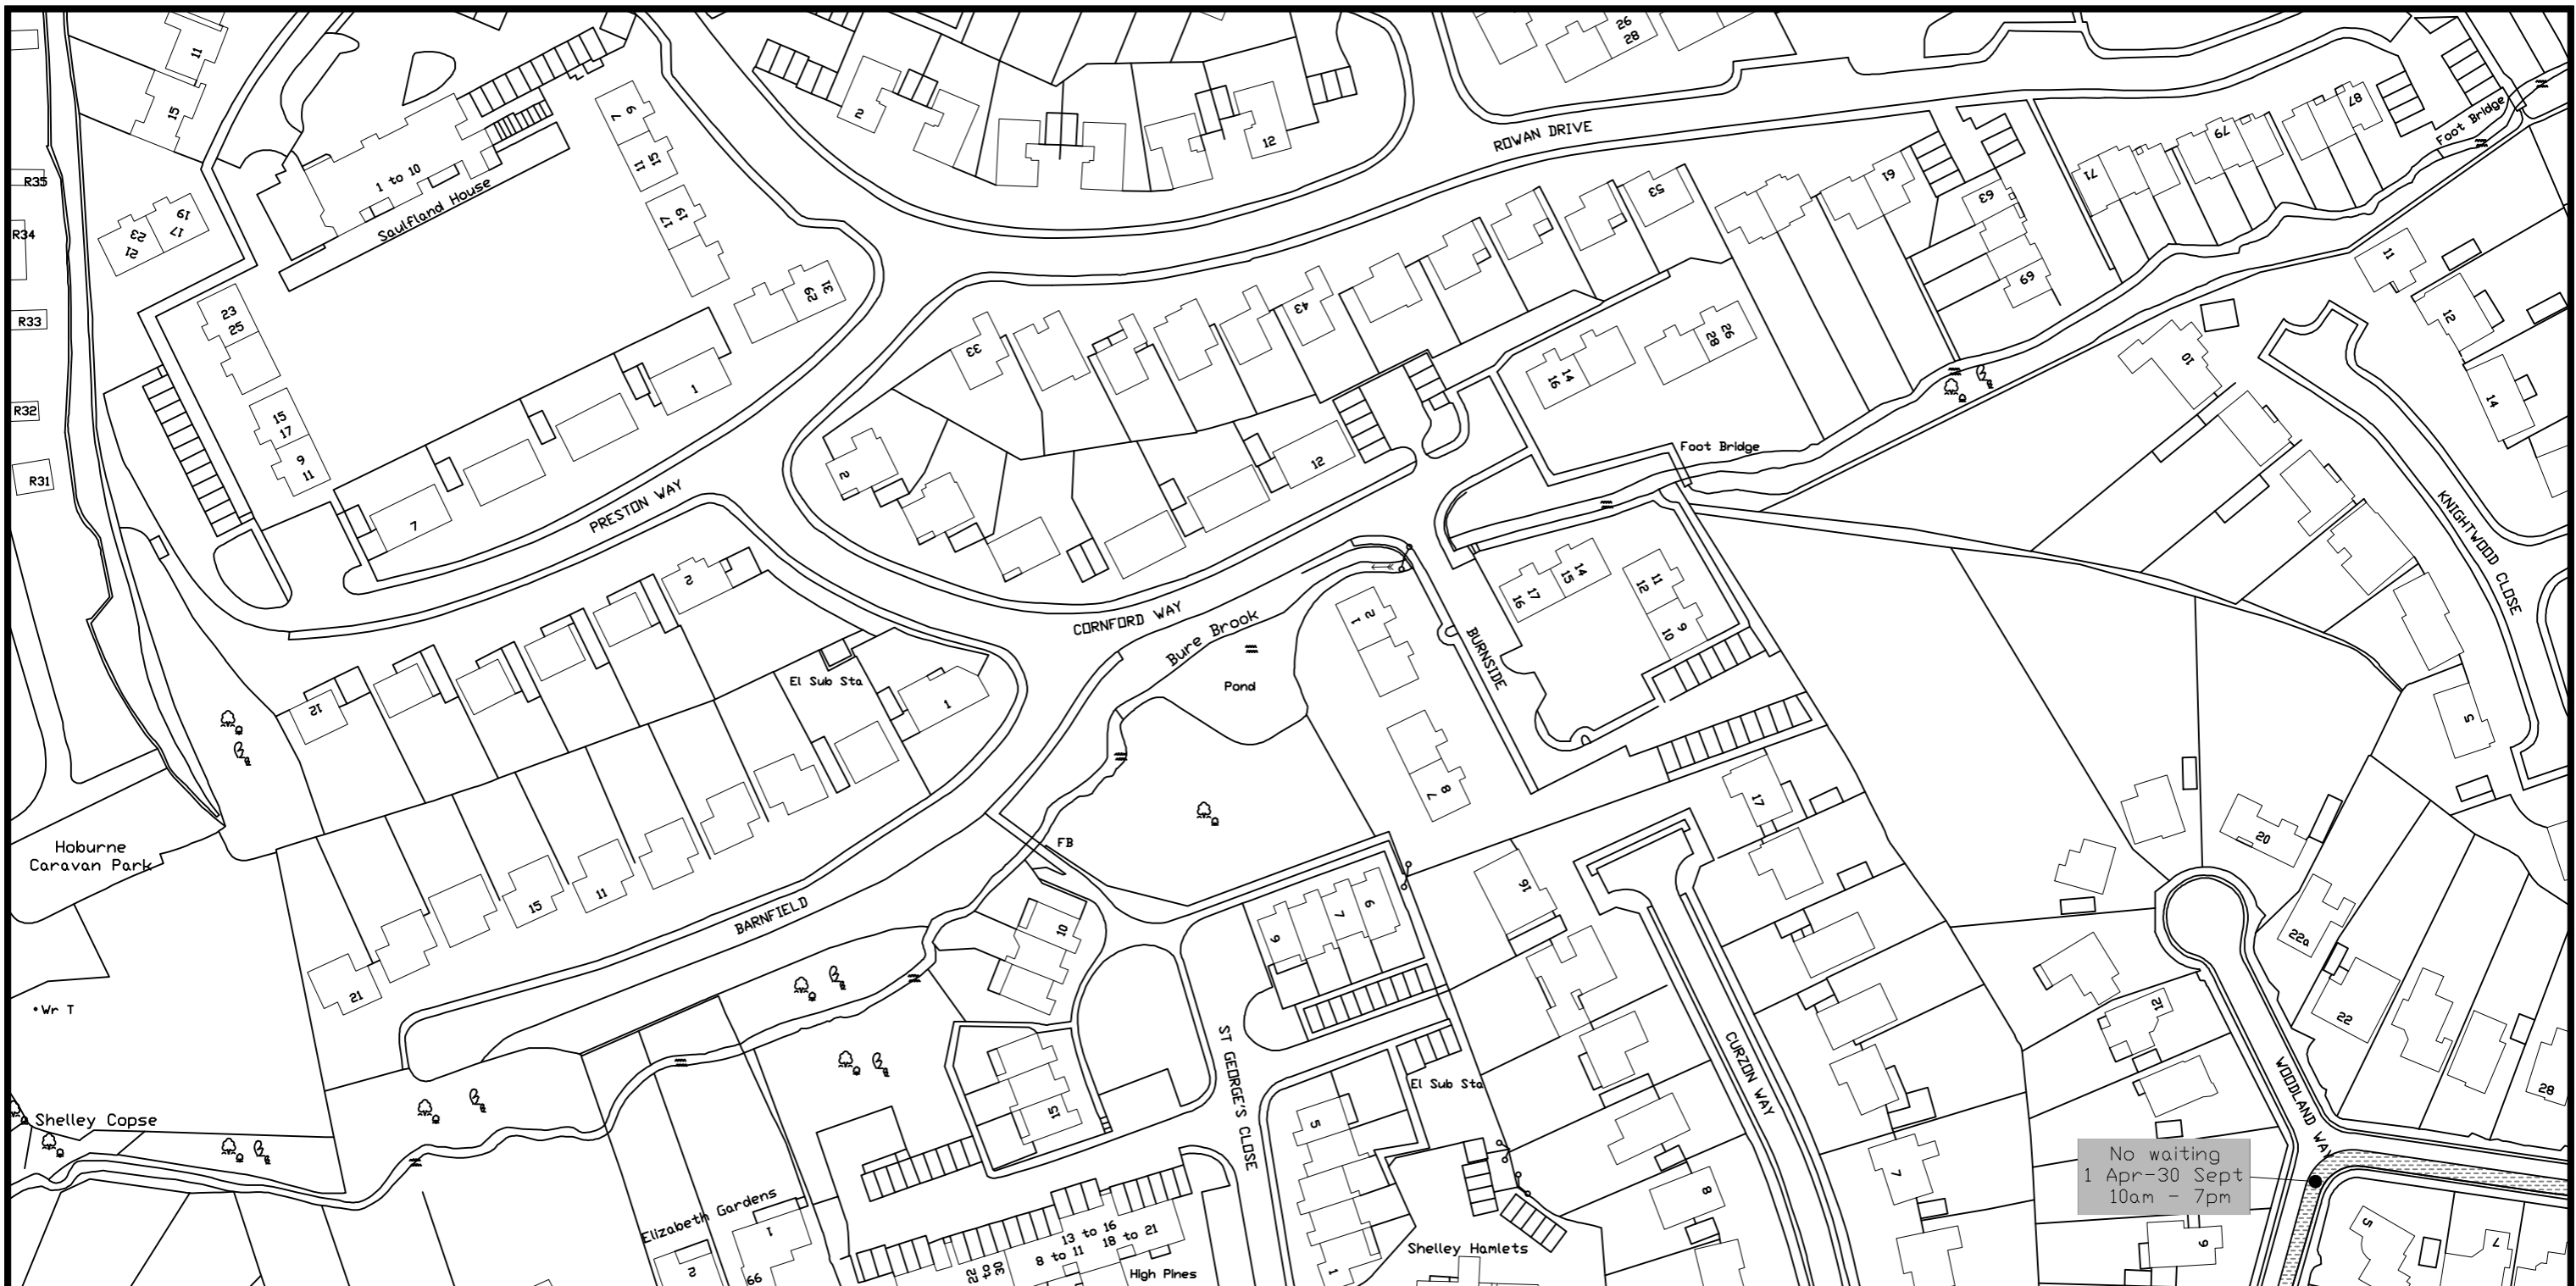 11
15
R35
R34
R33
R32
R31
19
17
23
21
1 to 10
Saulfland House
9
7
15
11
19
17
31
29
23
25
15
17
9
11
1
7
PRESTON WAY
2
12
26
28
ROWAN DRIVE
53
61
63
69
71
79
87
Foot Bridge
33
43
2
12
16
14
28
26
Foot Bridge
11
12
14
10
KNIGHTWOOD CLOSE
5
2
12
El Sub Sta
1
CORNFORD WAY
Bure Brook
Pond
1
2
7
8
BURNSIDE
16
17
15
14
12
11
10
9
17
16
Hoburne
Caravan Park
Wr T
Shelley Copse
21
15
11
BARNFIELD
FB
10
15
9
7
6
ST GEORGE'S CLOSE
El Sub Sta
5
1
Shelley Hamlets
CURZON WAY
8
7
20
22a
22
28
12
WOODLAND WAY
No waiting
1 Apr-30 Sept
10am - 7pm
9
5
7
Elizabeth Gardens
1
2
66
22
to
30
13 to 16
8 to 11
18 to 21
High Pines